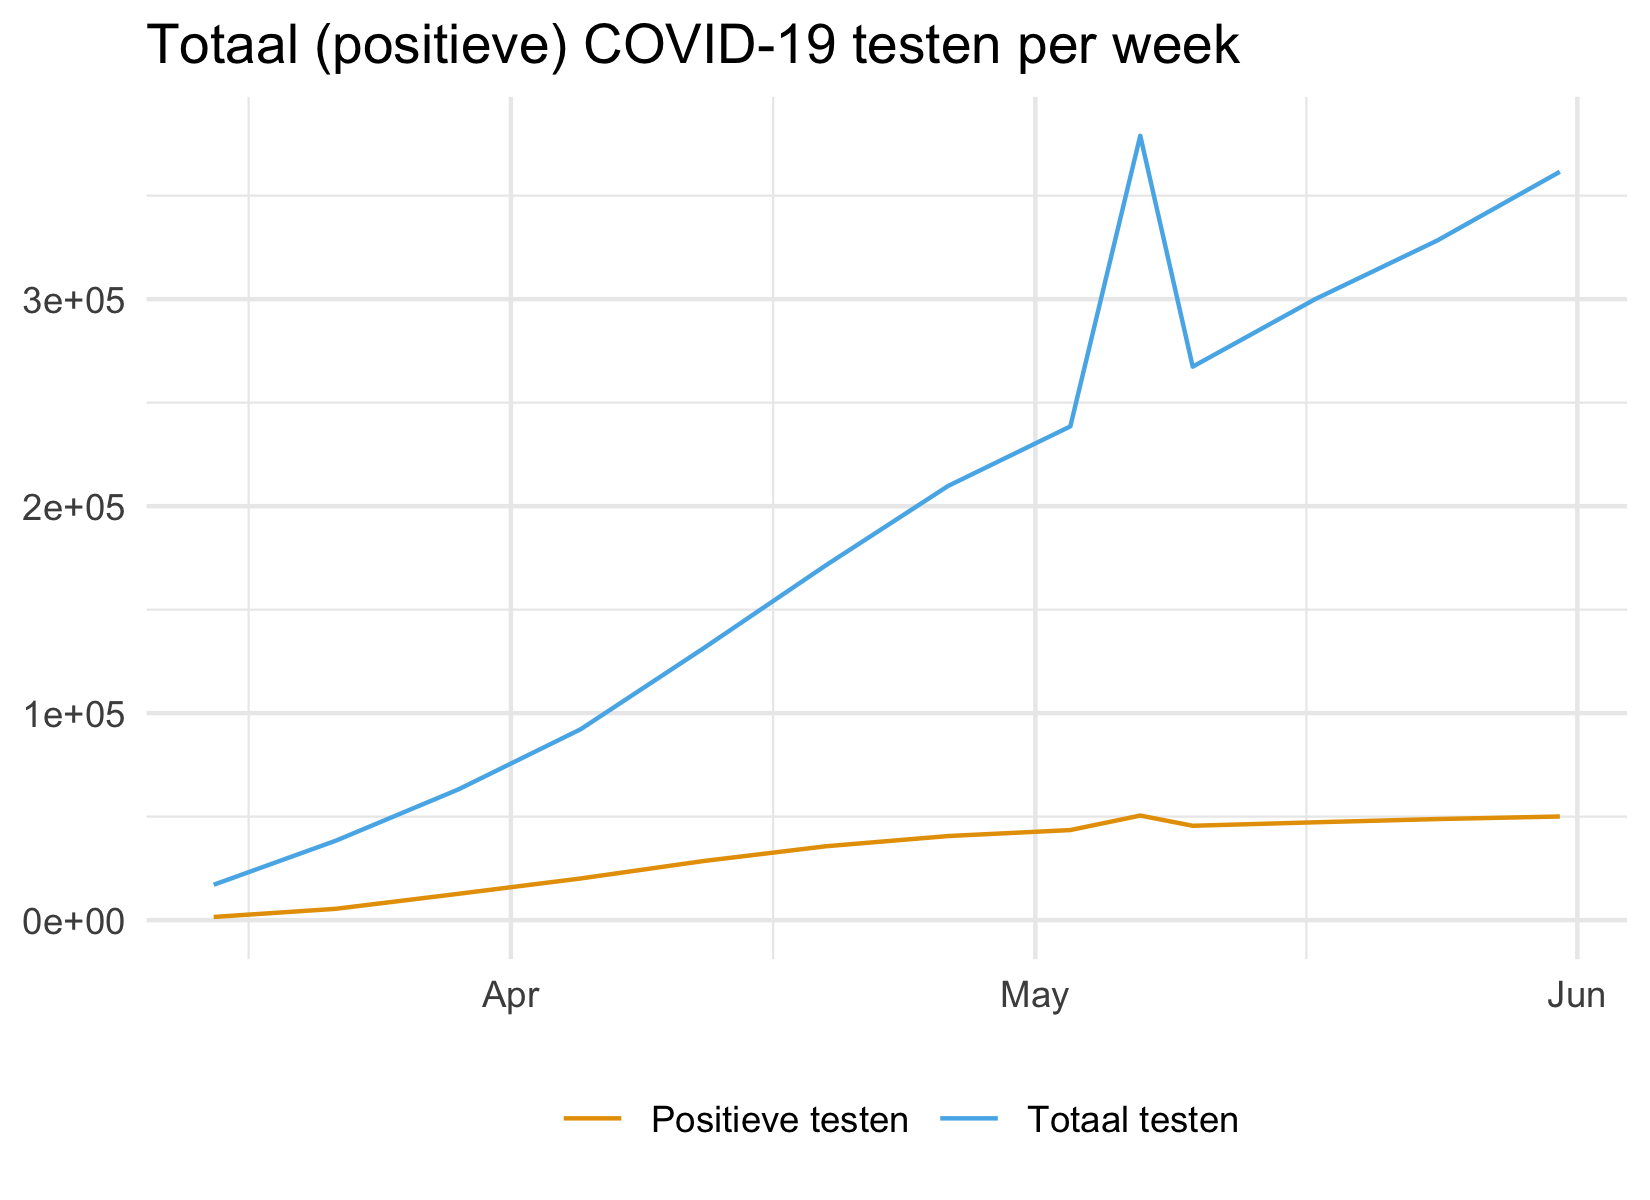 Totaal (positieve) COVID-19 testen per week
3e+05
2e+05
1e+05
0e+00
Apr May Jun
Positieve testen Totaal testen